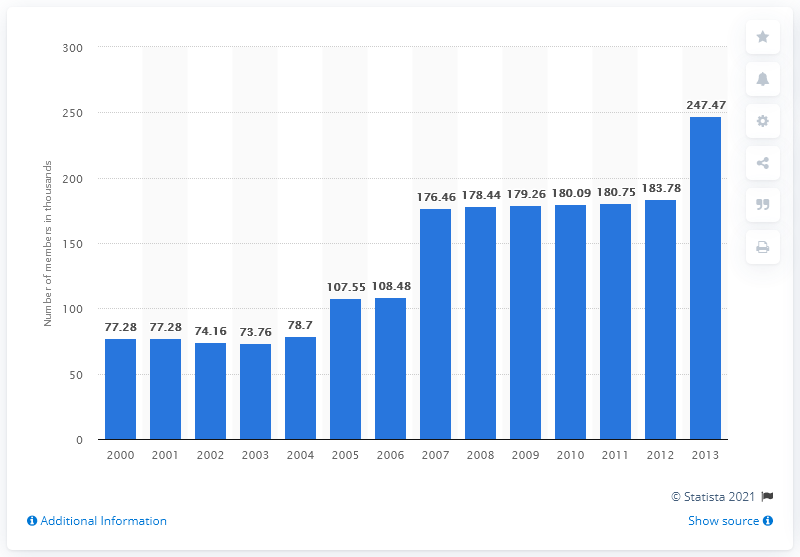 300
250
200
150
100
50
0
Number of members in thousands
77.28 77.28 74.16 73.76 78.7 107.55 108.48 176.46 178.44 179.26 180.09 180.75 183.78 247.47
2000 2001 2002 2003 2004 2005 2006 2007 2008 2009 2010 2011 2012 2013
© Statista 2021
Additional Information
Show source